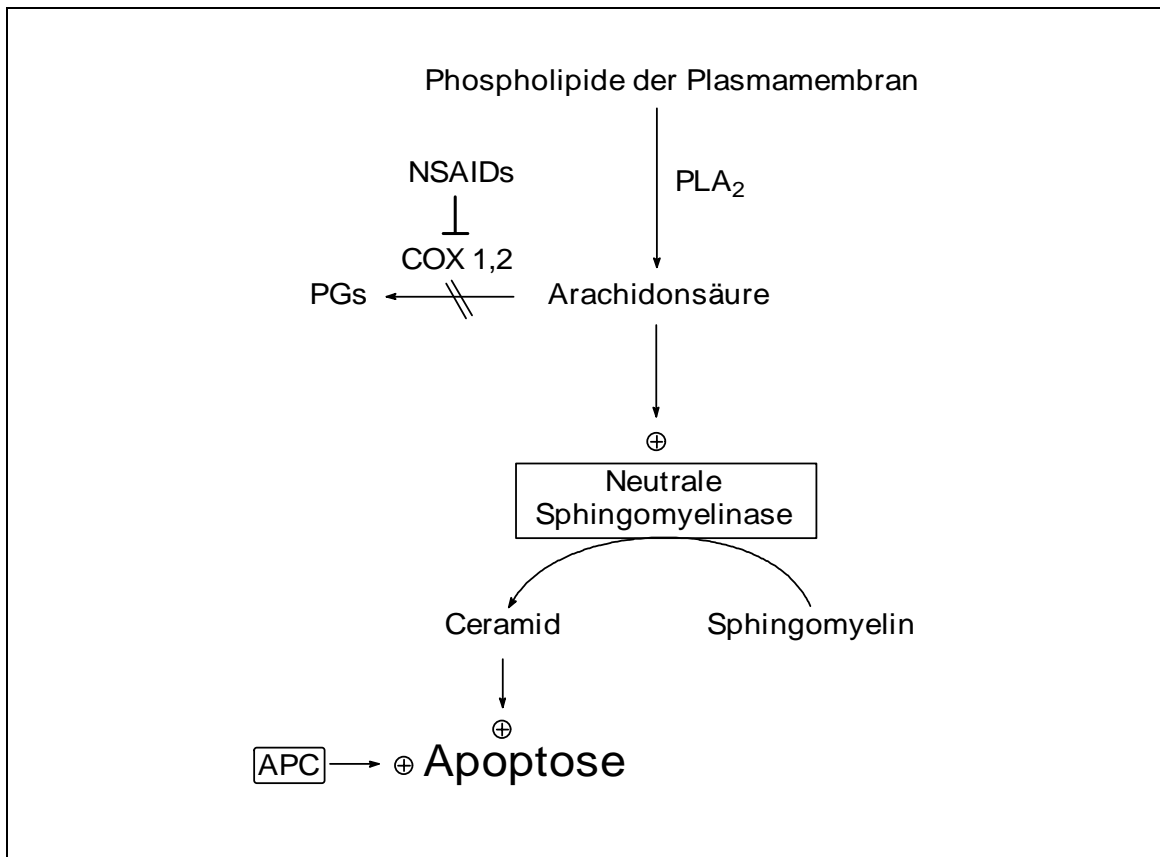 Phospholipide der Plasmamembran
NSAIDs
PLA₂
COX 1,2
PGs
Arachidonsäure
⊕
Neutrale
Sphingomyelinase
Ceramid
Sphingomyelin
⊕
APC
⊕ Apoptose